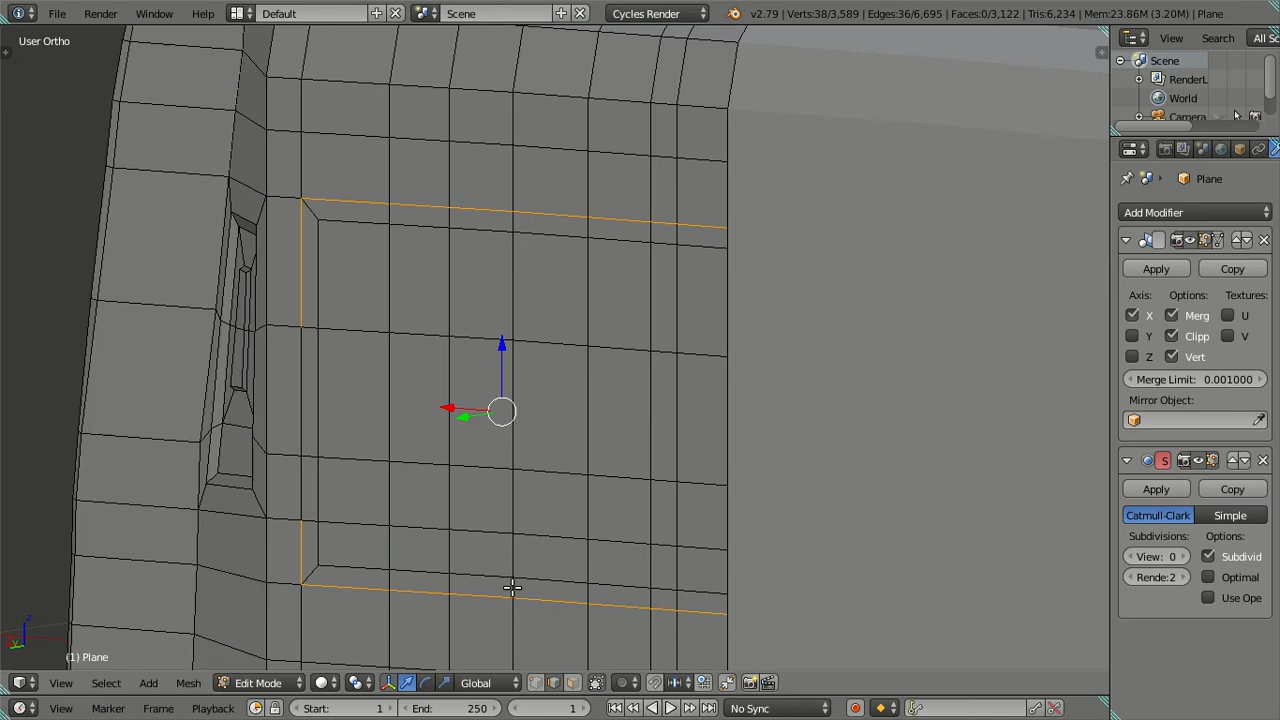 File Render Window Help Default Scene Cycles Render v2.79 | Verts:38/3,589 | Edges:36/6,695 | Faces:0/3,122 | Tris:6,234 | Mem:23.86M (3.20M) | Plane
User Ortho
View Search All Sc
Scene
RenderL
World
Camera
Plane
Add Modifier
Apply Copy
Axis: Options: Textures:
X Merg U
Y Clipp V
Z Vert
Merge Limit: 0.001000
Mirror Object:
S
Apply Copy
Catmull-Clark Simple
Subdivisions: Options:
View: 0 Subdivid
Rende:2 Optimal
Use Ope
z
y
(1) Plane
View Select Add Mesh Edit Mode Global
View Marker Frame Playback Start: 1 End: 250 1 No Sync